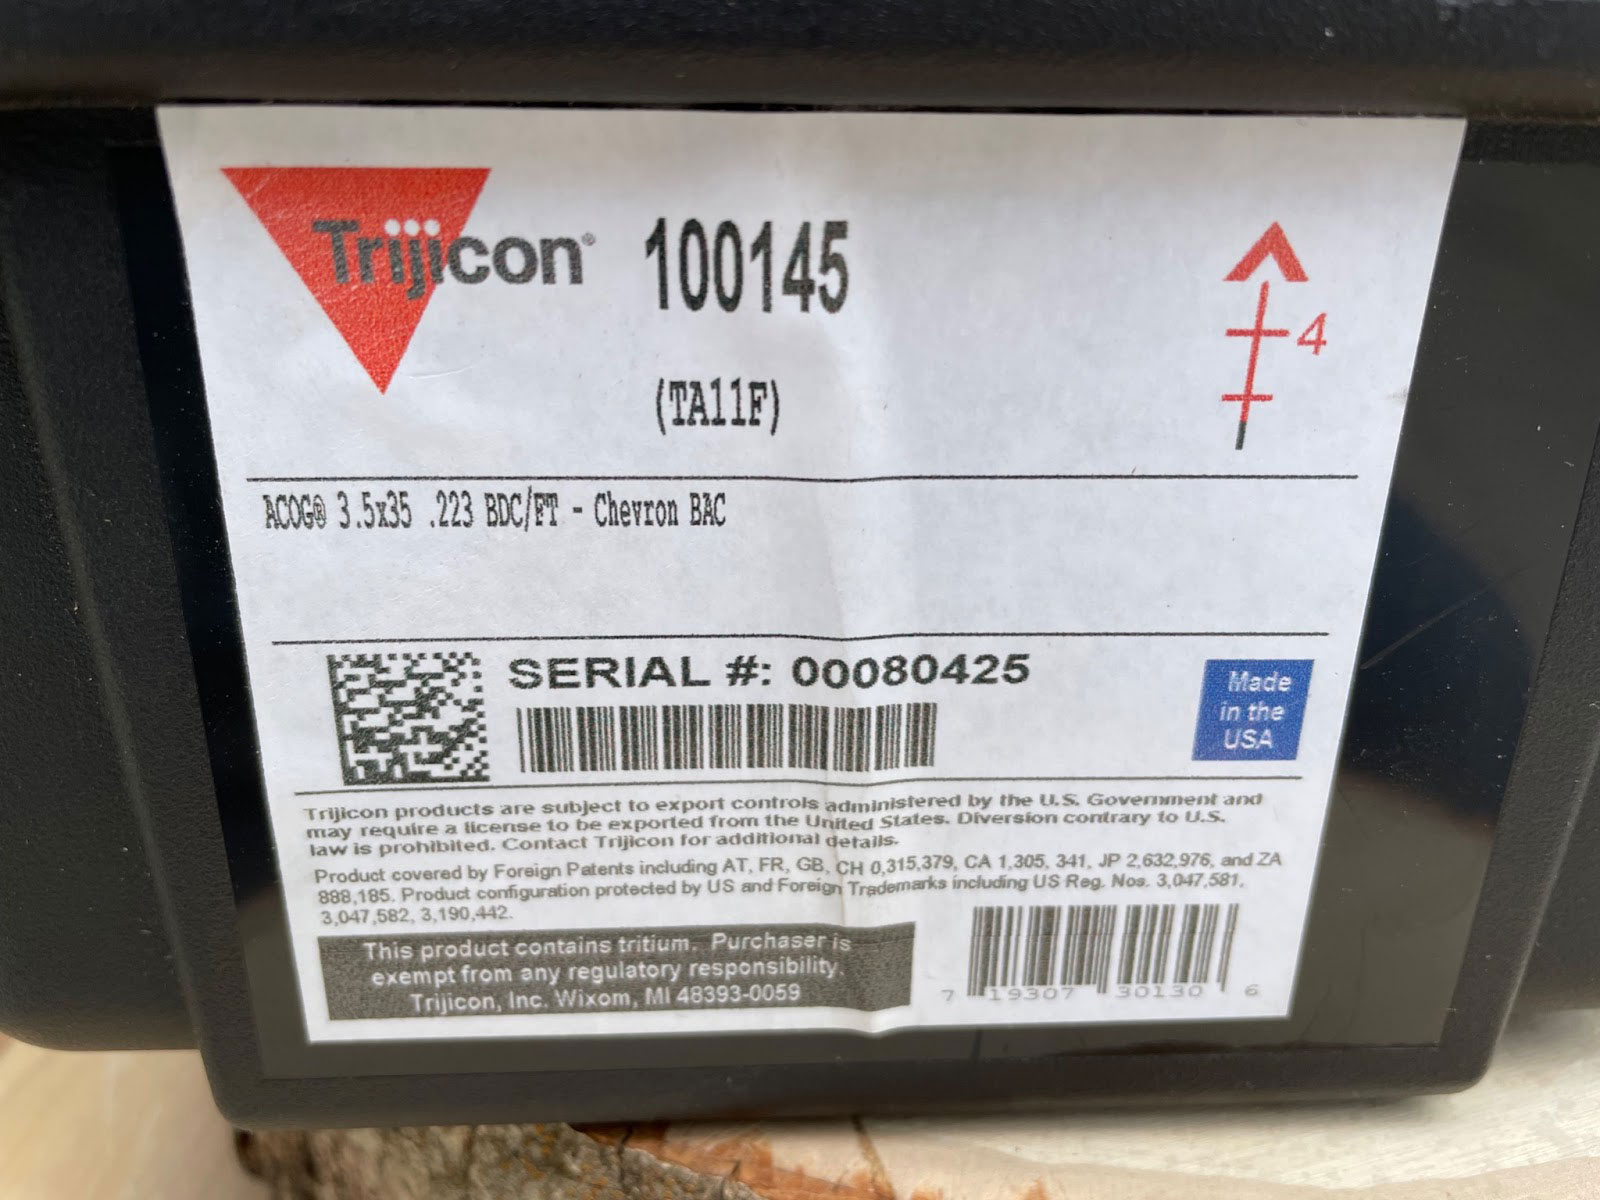 Trijicon® 100145
4
(TA11F)
ACOG® 3.5x35 .223 BDC/FT - Chevron BAC
SERIAL #: 00080425
Made
in the
USA
Trijicon products are subject to export controls administered by the U.S. Government and
may require a license to be exported from the United States. Diversion contrary to U.S.
law is prohibited. Contact Trijicon for additional details.
Product covered by Foreign Patents including AT, FR, GB, CH 0,315,379, CA 1,305, 341, JP 2,632,976, and ZA
888,185. Product configuration protected by US and Foreign Trademarks including US Reg. Nos. 3,047,581,
3,047,582, 3,190,442.
This product contains tritium. Purchaser is
exempt from any regulatory responsibility.
Trijicon, Inc. Wixom, MI 48393-0059
7 19307 30130 6